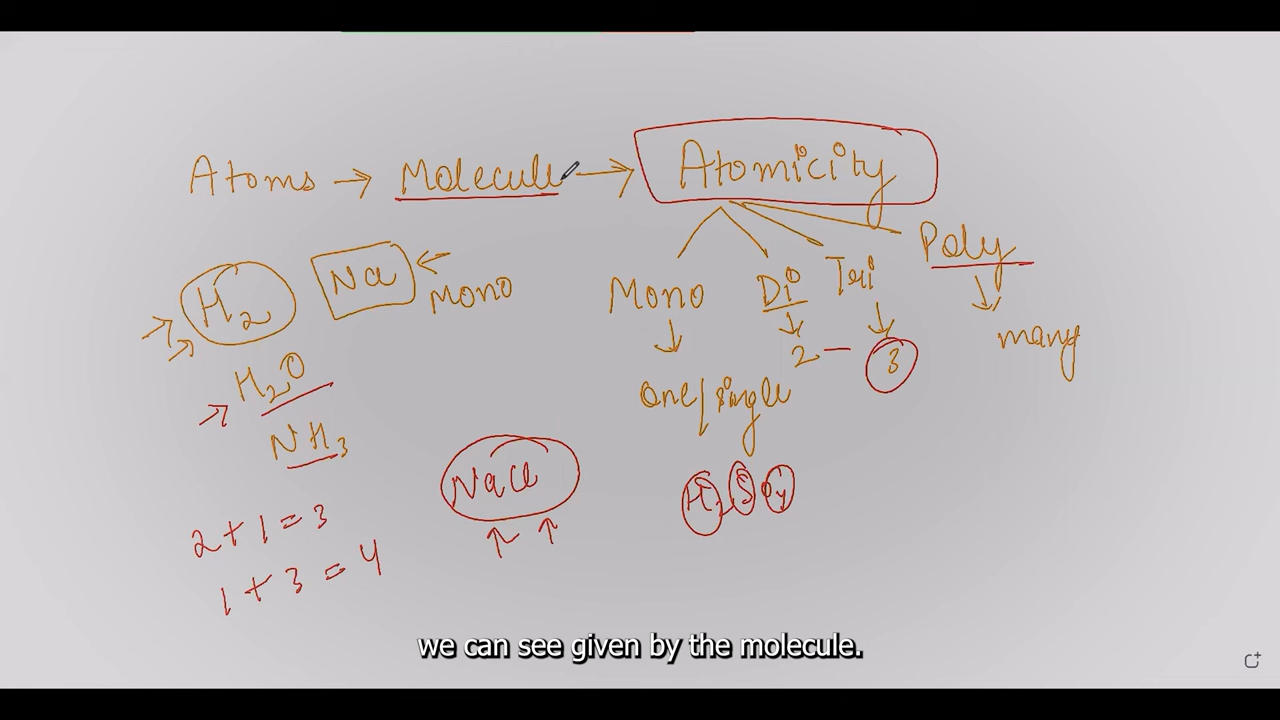 Atoms → Molecule → Atomicity
H2
Na ← Mono
H2O
NH3
2 + 1 = 3
1 + 3 = 4
NaCl
Mono
one/single
Di
2 —
Tri
3
Poly
many
H2SO4
we can see given by the molecule.